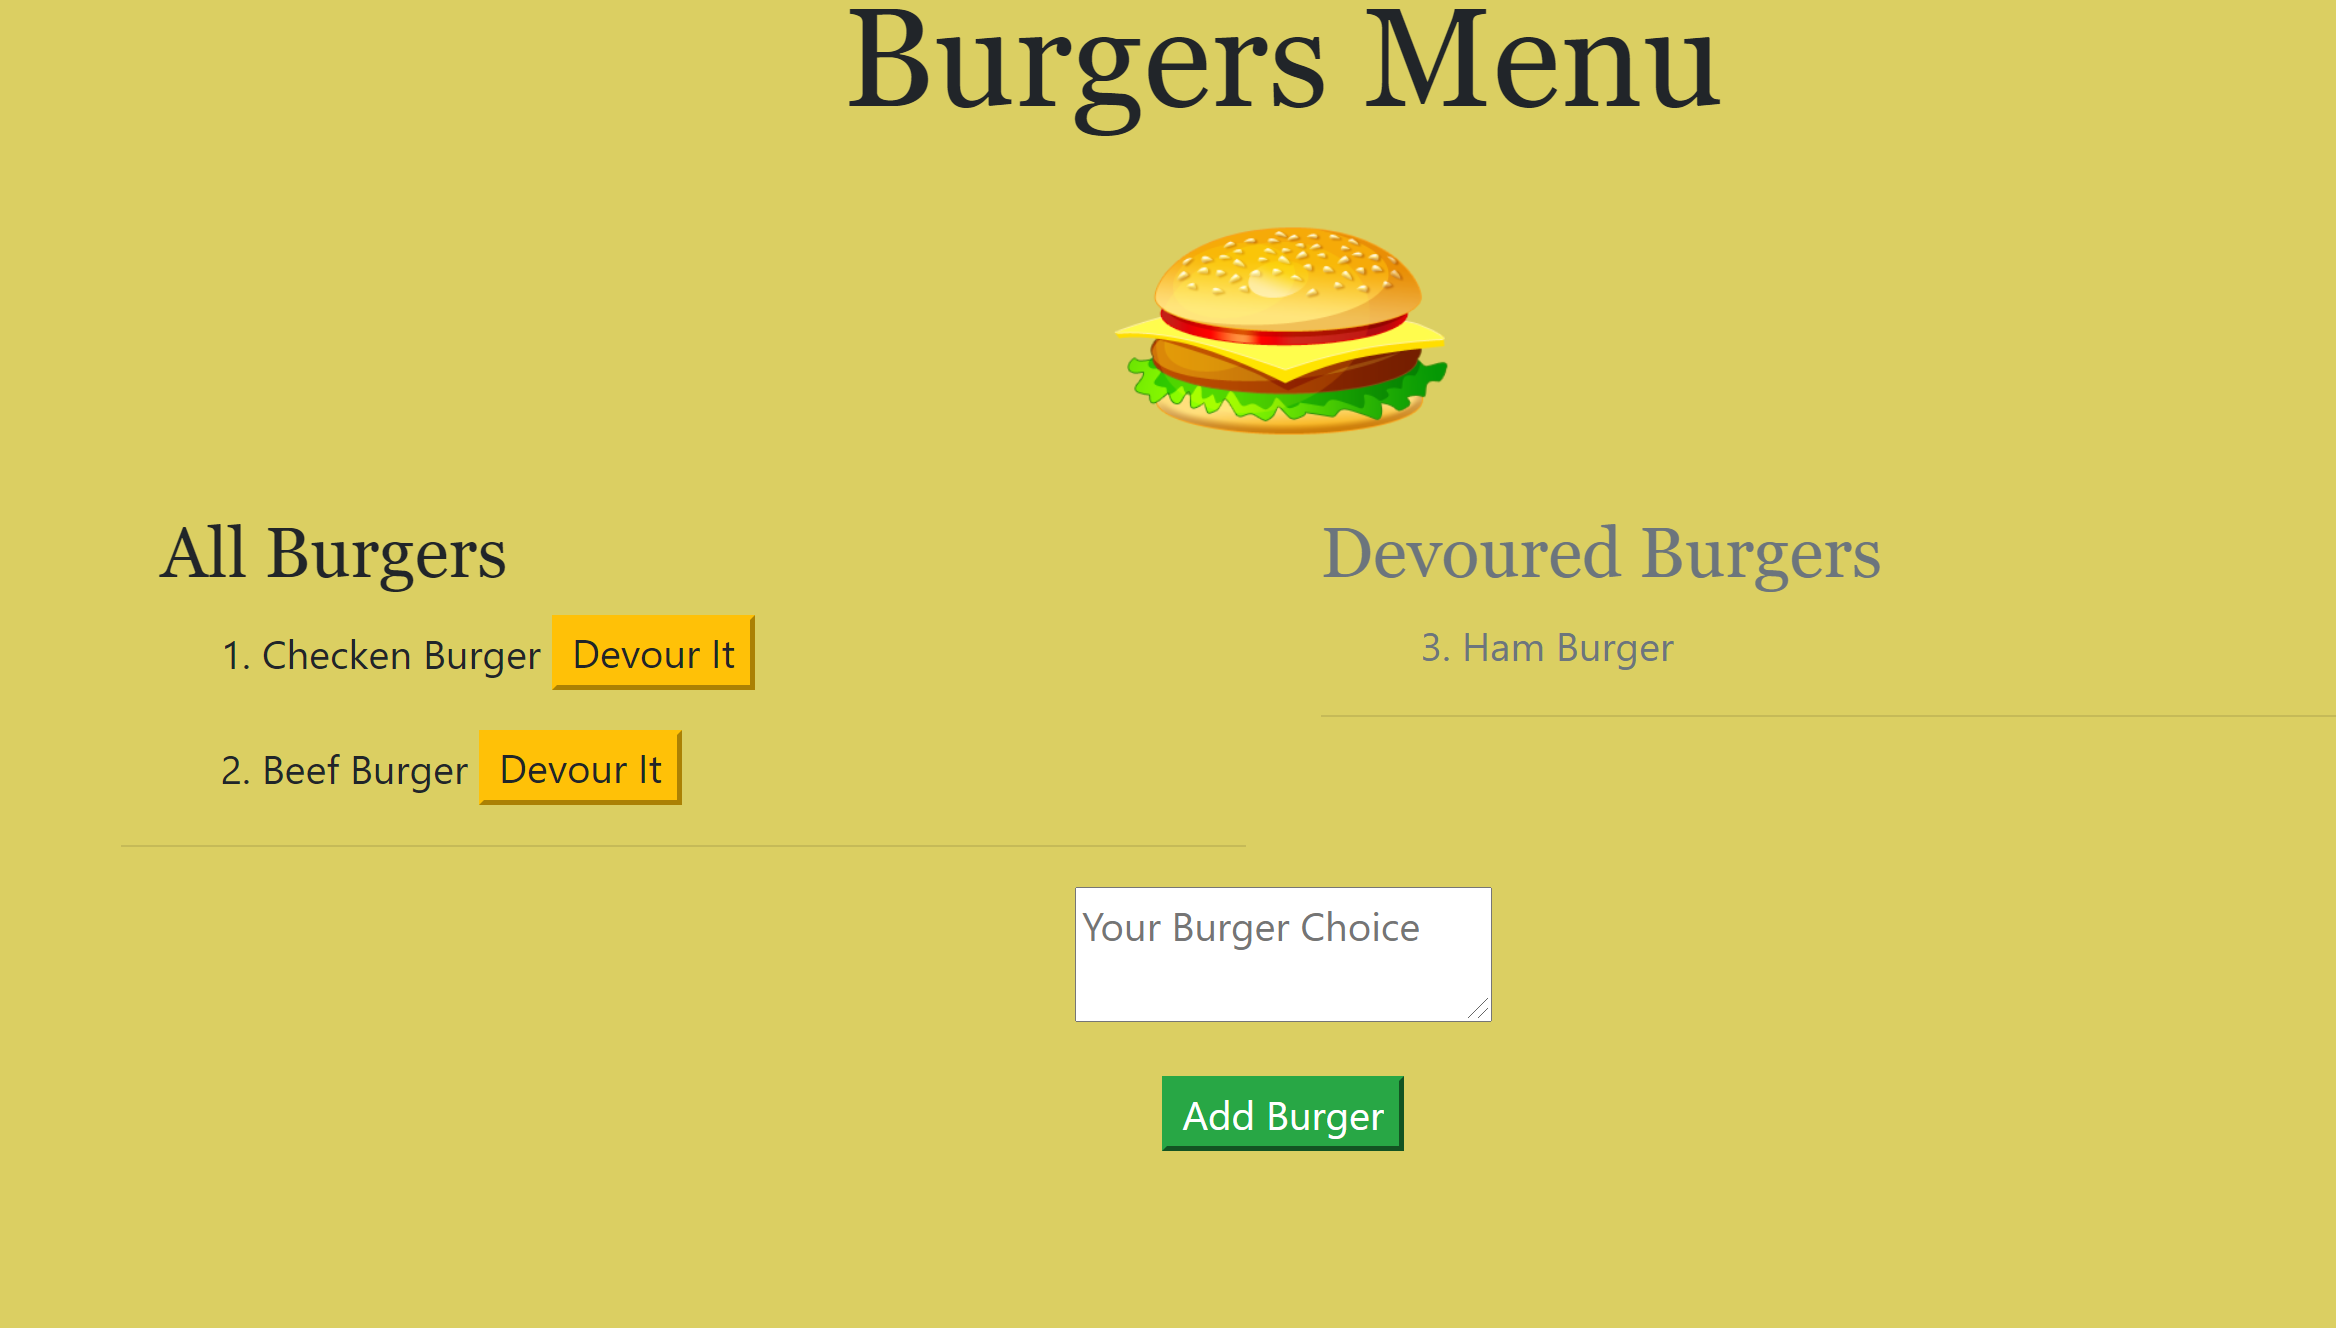 Burgers Menu
All Burgers
1. Checken Burger Devour It
2. Beef Burger Devour It
Devoured Burgers
3. Ham Burger
Your Burger Choice
Add Burger